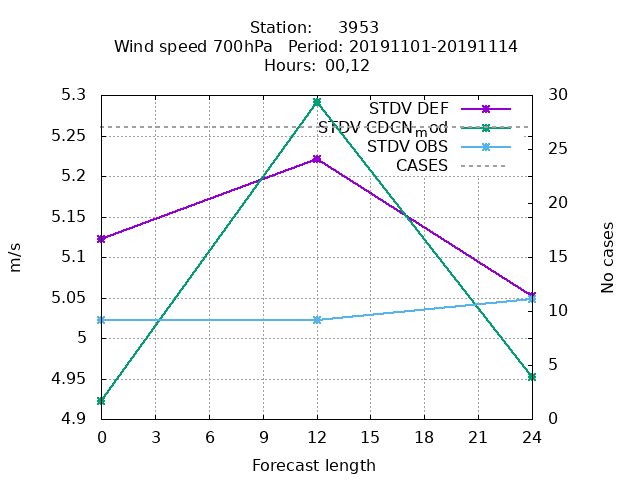 Station: 3953
Wind speed 700hPa Period: 20191101-20191114
Hours: 00,12
5.3
5.25
5.2
5.15
5.1
5.05
5
4.95
4.9
m/s
STDV DEF
STDV CDCN_mod
STDV OBS
CASES
30
25
20
15
10
5
0
No cases
0 3 6 9 12 15 18 21 24
Forecast length